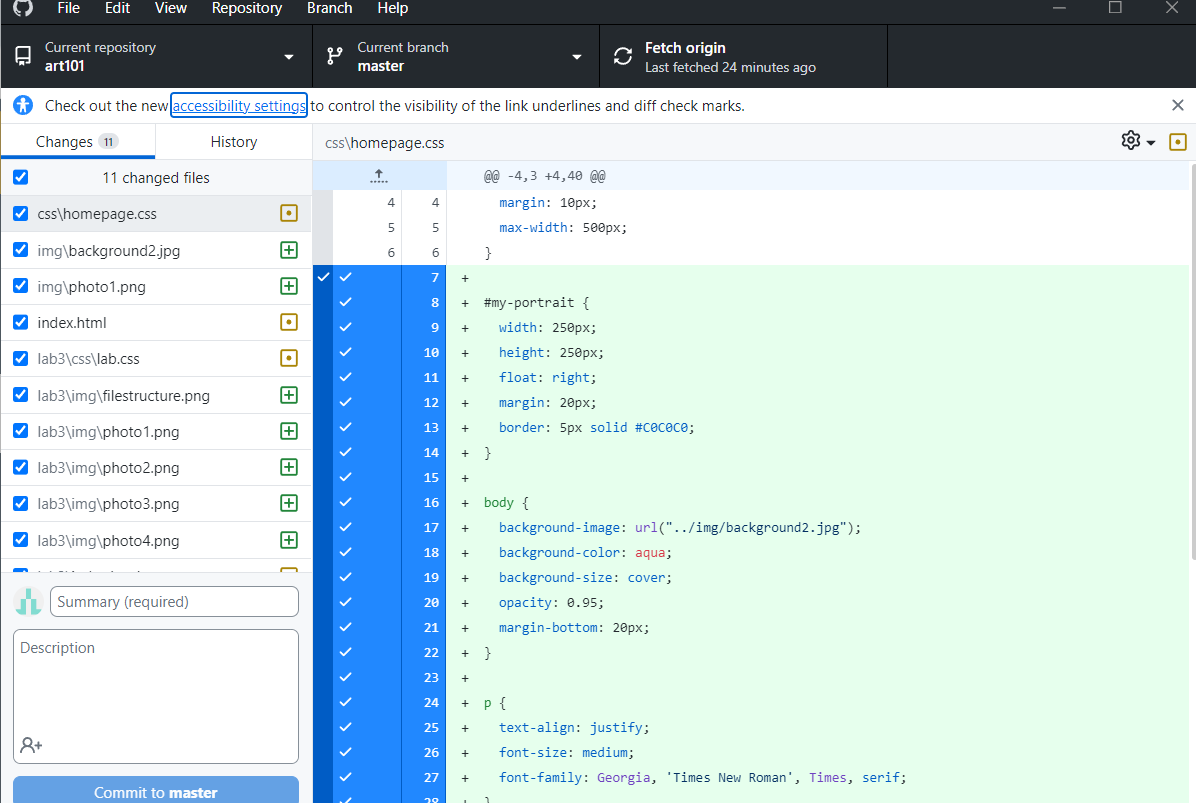 File Edit View Repository Branch Help
Current repository
art101
Current branch
master
Fetch origin
Last fetched 24 minutes ago
Check out the new accessibility settings to control the visibility of the link underlines and diff check marks.
Changes 11
History
11 changed files
css\homepage.css
img\background2.jpg
img\photo1.png
index.html
lab3\css\lab.css
lab3\img\filestructure.png
lab3\img\photo1.png
lab3\img\photo2.png
lab3\img\photo3.png
lab3\img\photo4.png
Summary (required)
Description
Commit to master
css\homepage.css
@@ -4,3 +4,40 @@
4 4 margin: 10px;
5 5 max-width: 500px;
6 6 }
7 +
8 + #my-portrait {
9 + width: 250px;
10 + height: 250px;
11 + float: right;
12 + margin: 20px;
13 + border: 5px solid #C0C0C0;
14 + }
15 +
16 + body {
17 + background-image: url("../img/background2.jpg");
18 + background-color: aqua;
19 + background-size: cover;
20 + opacity: 0.95;
21 + margin-bottom: 20px;
22 + }
23 +
24 + p {
25 + text-align: justify;
26 + font-size: medium;
27 + font-family: Georgia, 'Times New Roman', Times, serif;
28